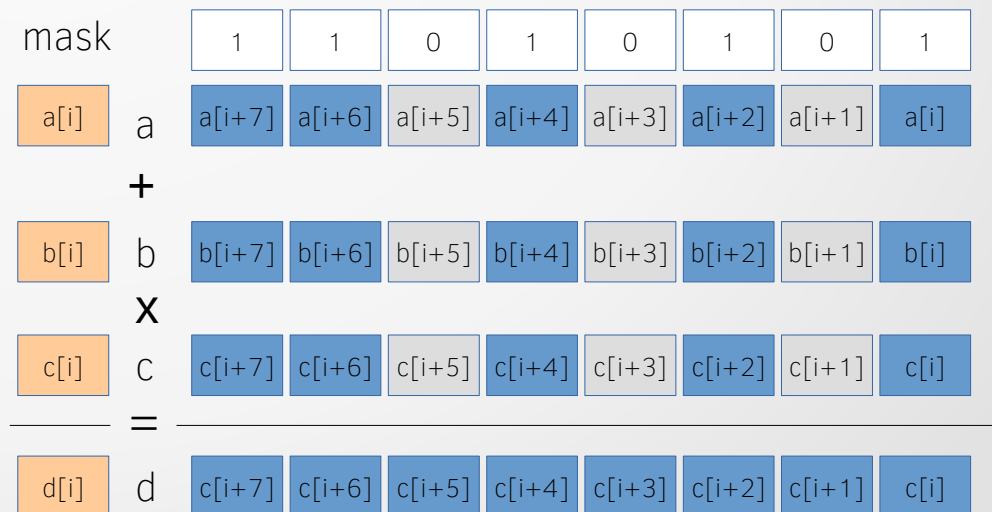 mask 1 1 0 1 0 1 0 1
a[i] a a[i+7] a[i+6] a[i+5] a[i+4] a[i+3] a[i+2] a[i+1] a[i]
+
b[i] b b[i+7] b[i+6] b[i+5] b[i+4] b[i+3] b[i+2] b[i+1] b[i]
x
c[i] c c[i+7] c[i+6] c[i+5] c[i+4] c[i+3] c[i+2] c[i+1] c[i]
=
d[i] d c[i+7] c[i+6] c[i+5] c[i+4] c[i+3] c[i+2] c[i+1] c[i]